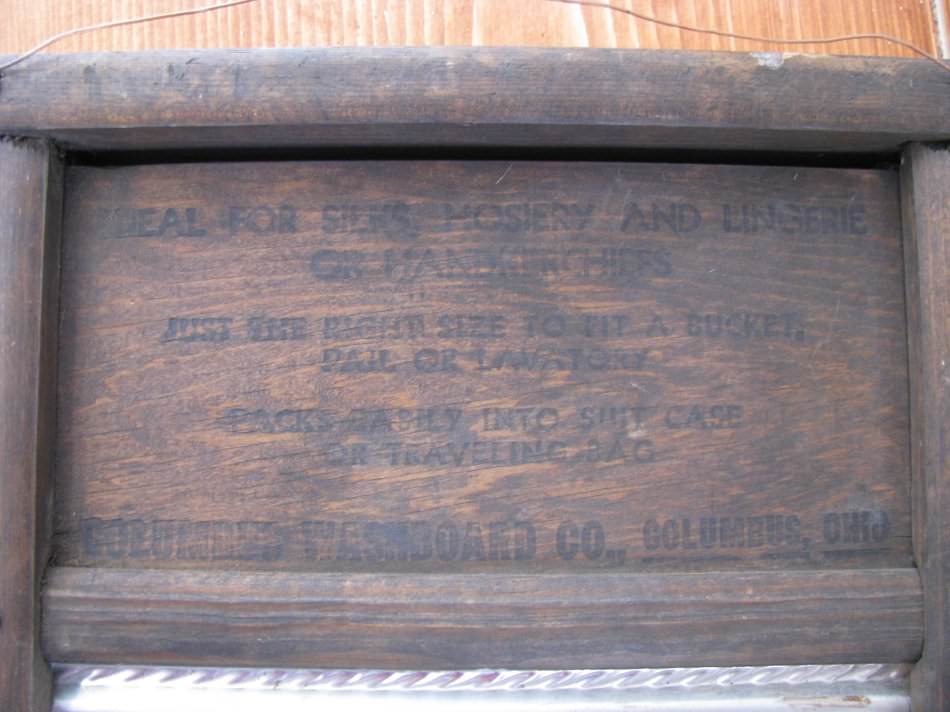 IDEAL FOR SILKS, HOSIERY AND LINGERIE
OR HANDKERCHIEFS
JUST THE RIGHT SIZE TO FIT A BUCKET,
PAIL OR LAVATORY
PACKS EASILY INTO SUIT CASE
OR TRAVELING BAG
COLUMBUS WASHBOARD CO., COLUMBUS, OHIO